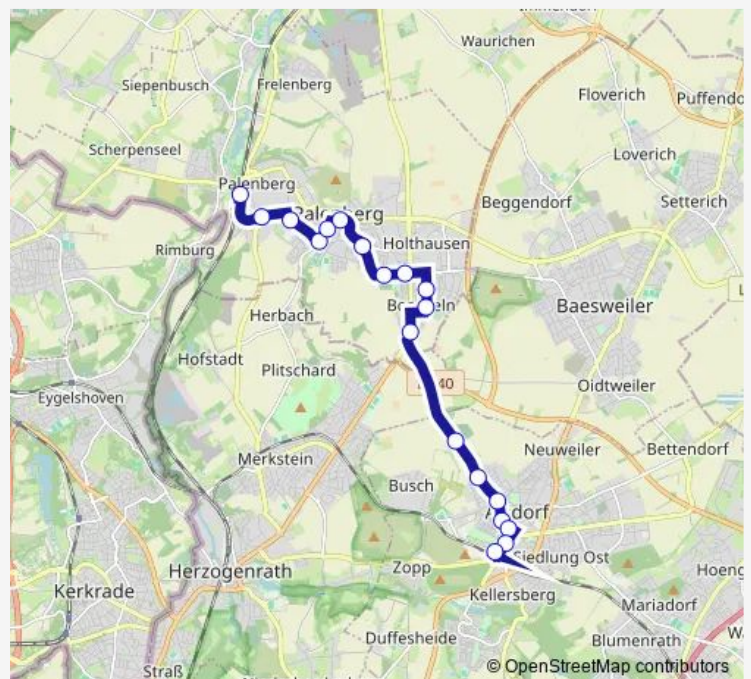 Waurichen
Siepenbusch
Frelenberg
Floverich
Puffendo
Scherpenseel
Loverich
Palenberg
Beggendorf
Setterich
Holthausen
Rimburg
Baesweiler
Herbach
Hofstadt
Plitschard
Oidtweiler
Eygelshoven
Neuweiler
Bettendorf
Merkstein
Busch
Siedlung Ost
Herzogenrath
Zopp
Hoeng
Kerkrade
Kellersberg
Mariadorf
Duffesheide
Blumenrath
Straß
© OpenStreetMap contributors